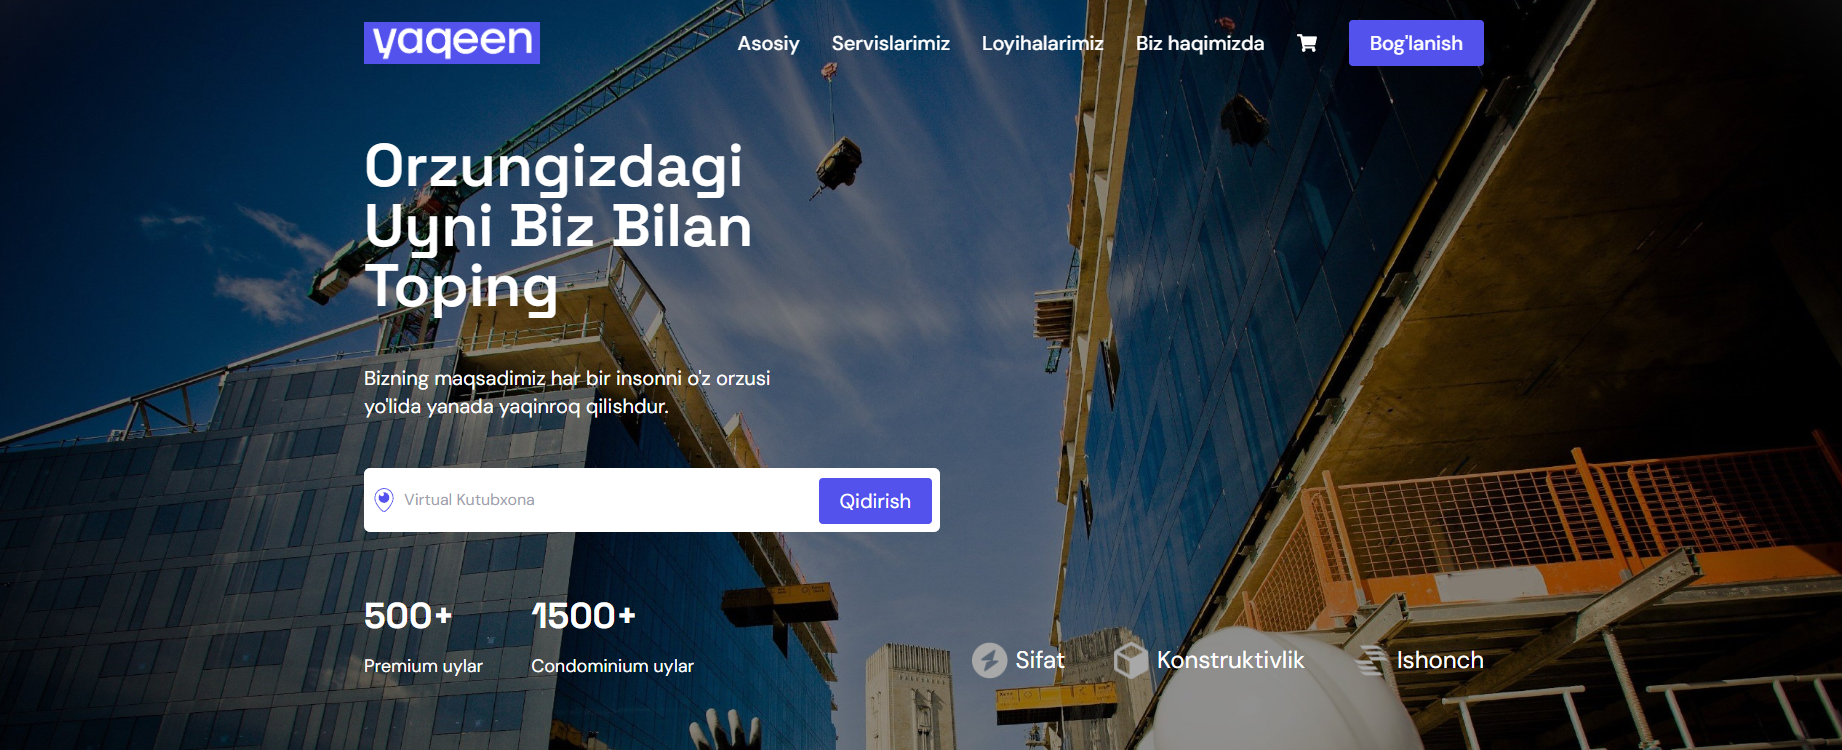 yaqeen
Asosiy Servislarimiz Loyihalarimiz Biz haqimizda Bog'lanish
Orzungizdagi
Uyni Biz Bilan
Toping
Bizning maqsadimiz har bir insonni o'z orzusi
yo'lida yanada yaqinroq qilishdur.
Virtual Kutubxona Qidirish
500+ 1500+
Premium uylar Condominium uylar
Sifat Konstruktivlik Ishonch